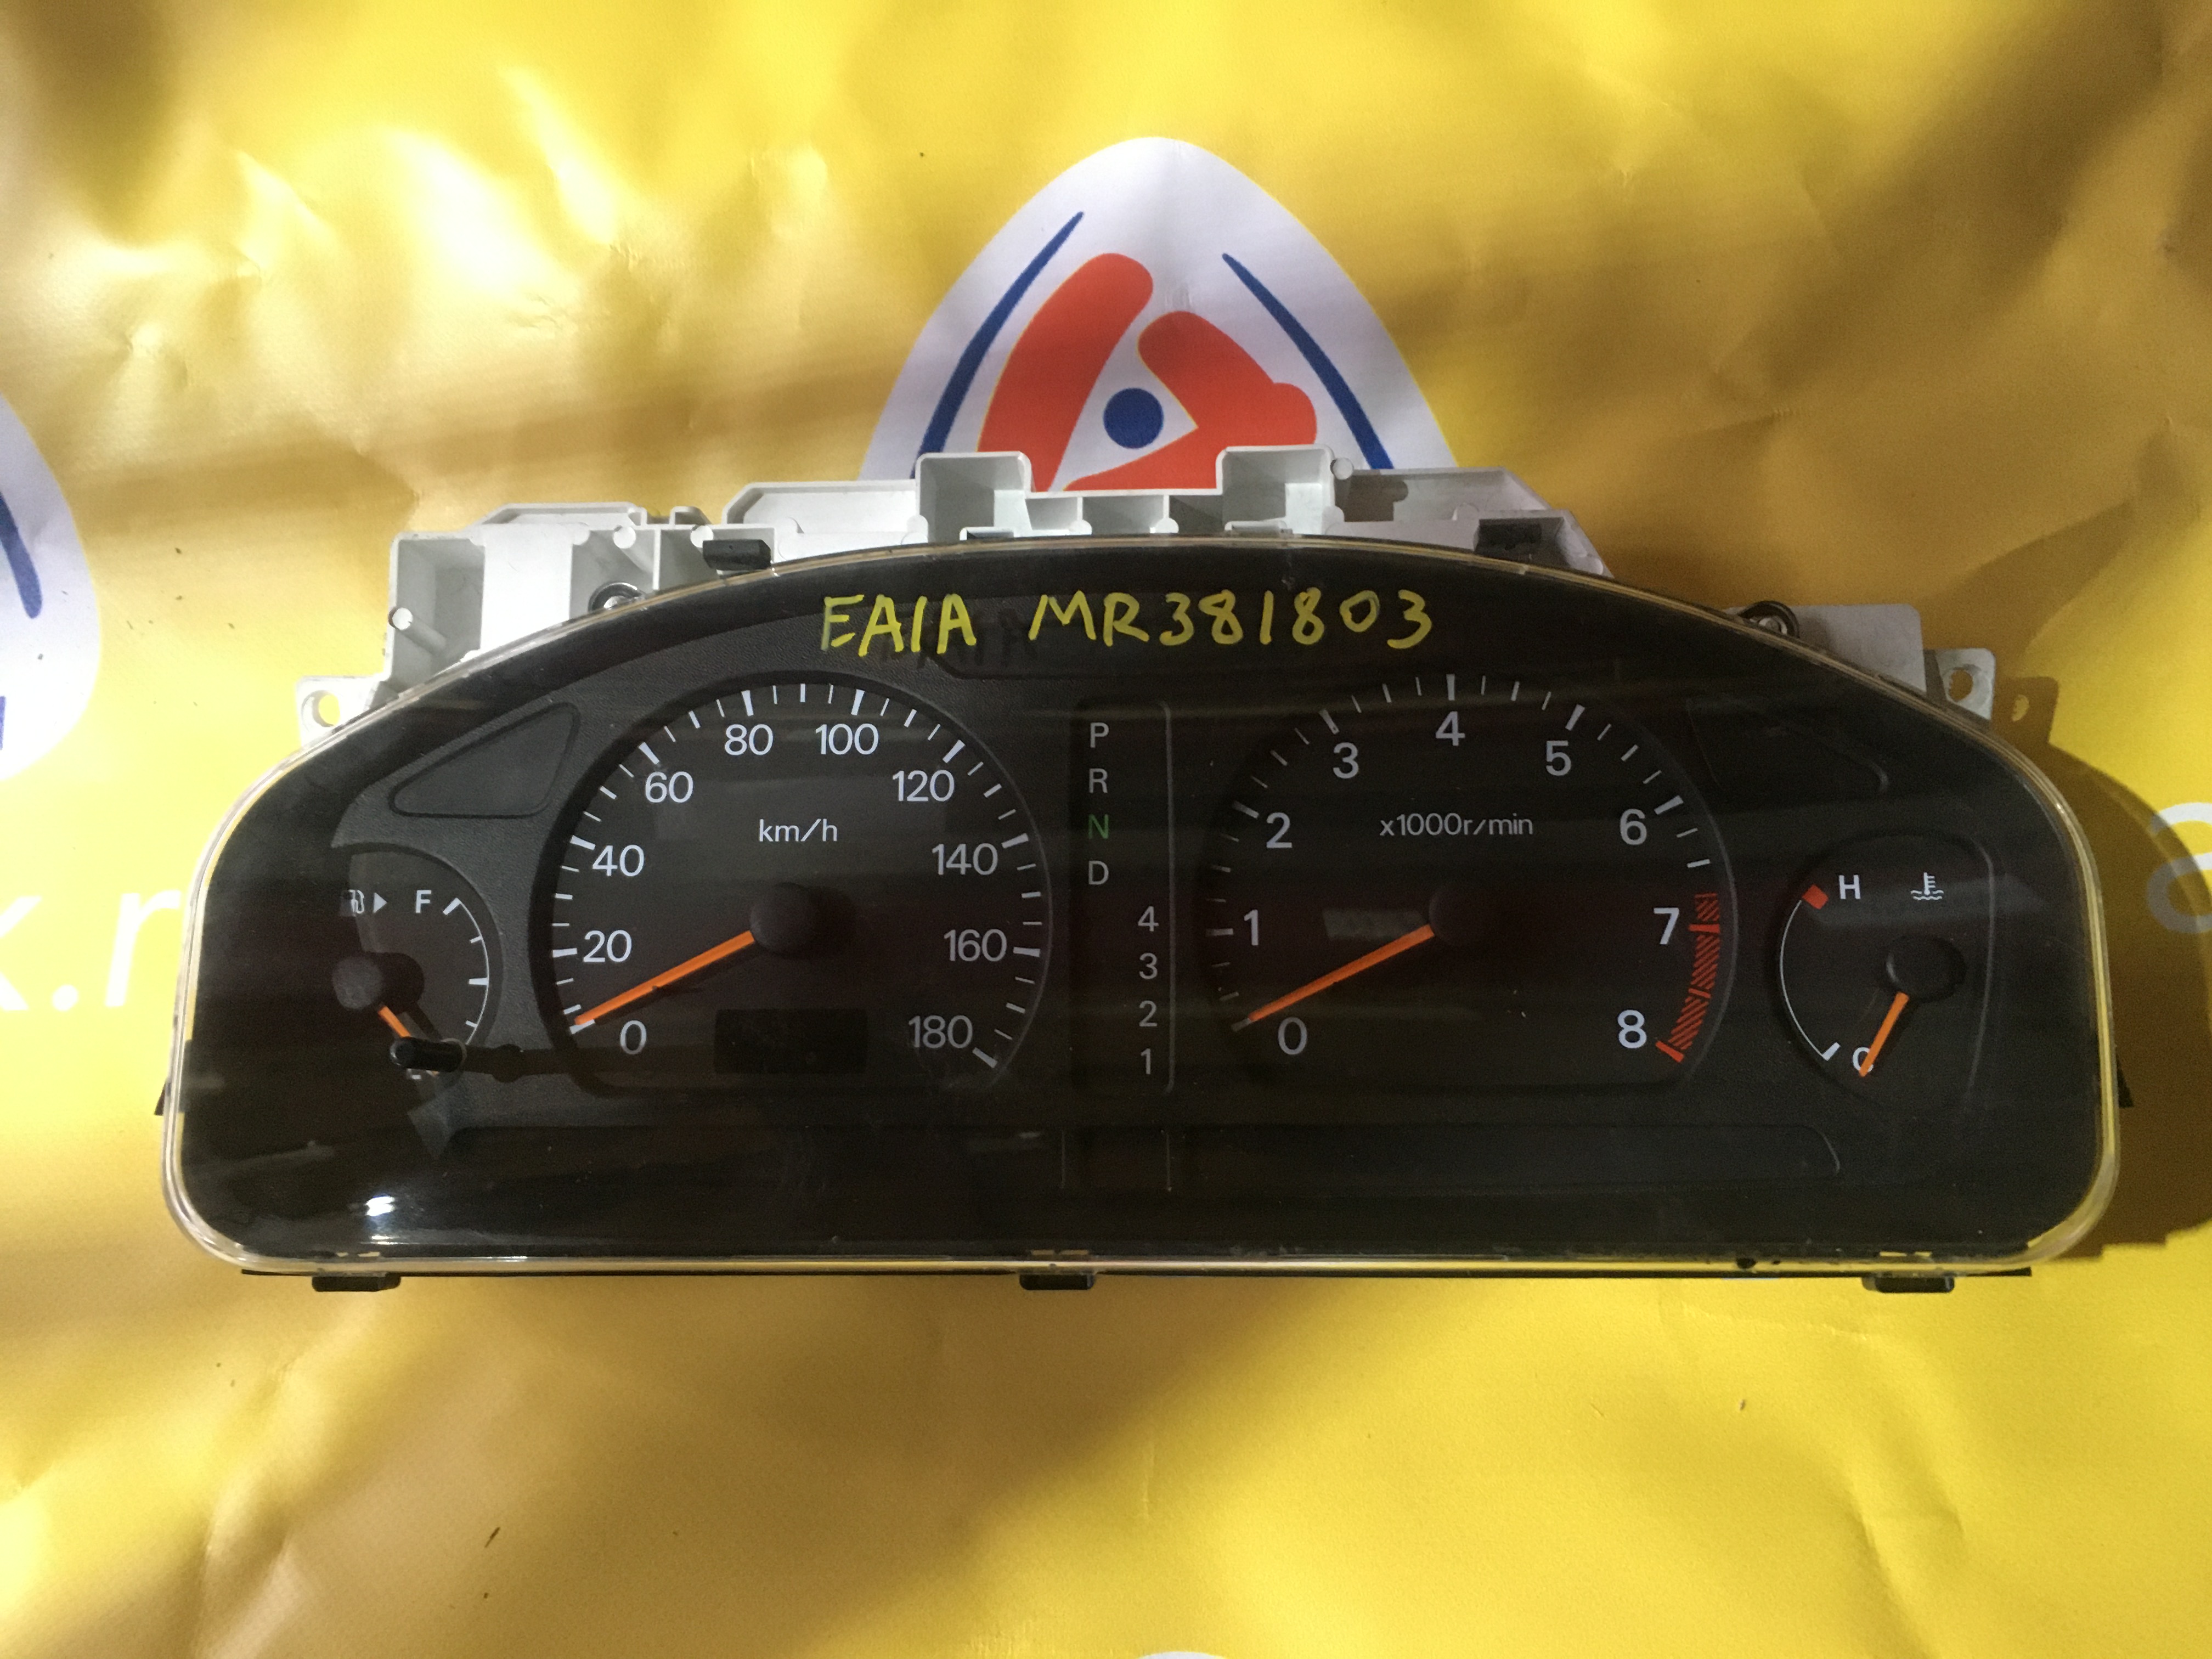 EA1A MR381803
80 100
60 120
km/h
40 140
20 160
0 180
F
P
R
N
D
4
3
2
1
4
3 5
2 6
x1000r/min
1 7
0 8
H
C
k.r